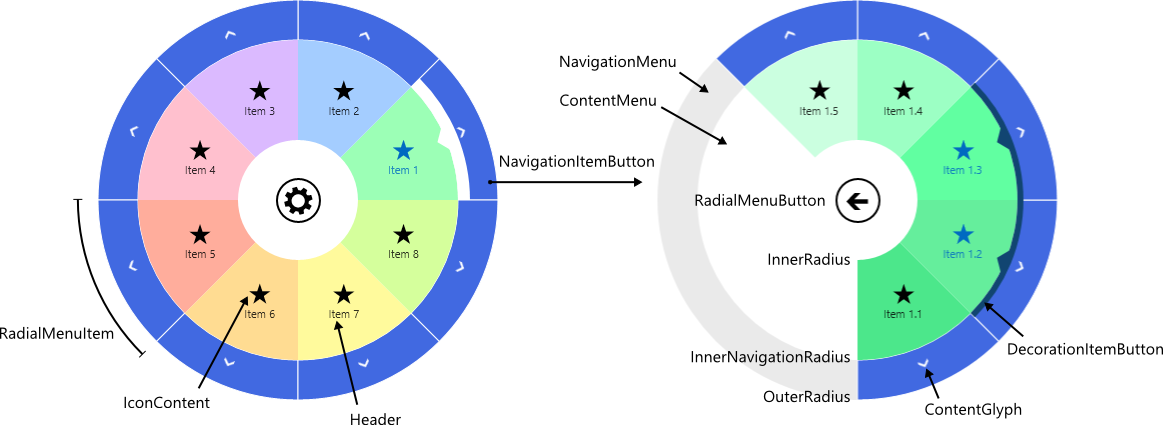 Item 3
Item 2
Item 4
Item 1
Item 5
Item 8
Item 6
Item 7
RadialMenuItem
IconContent
Header
NavigationItemButton
NavigationMenu
ContentMenu
Item 1.5
Item 1.4
Item 1.3
RadialMenuButton
Item 1.2
InnerRadius
Item 1.1
InnerNavigationRadius
DecorationItemButton
OuterRadius
ContentGlyph